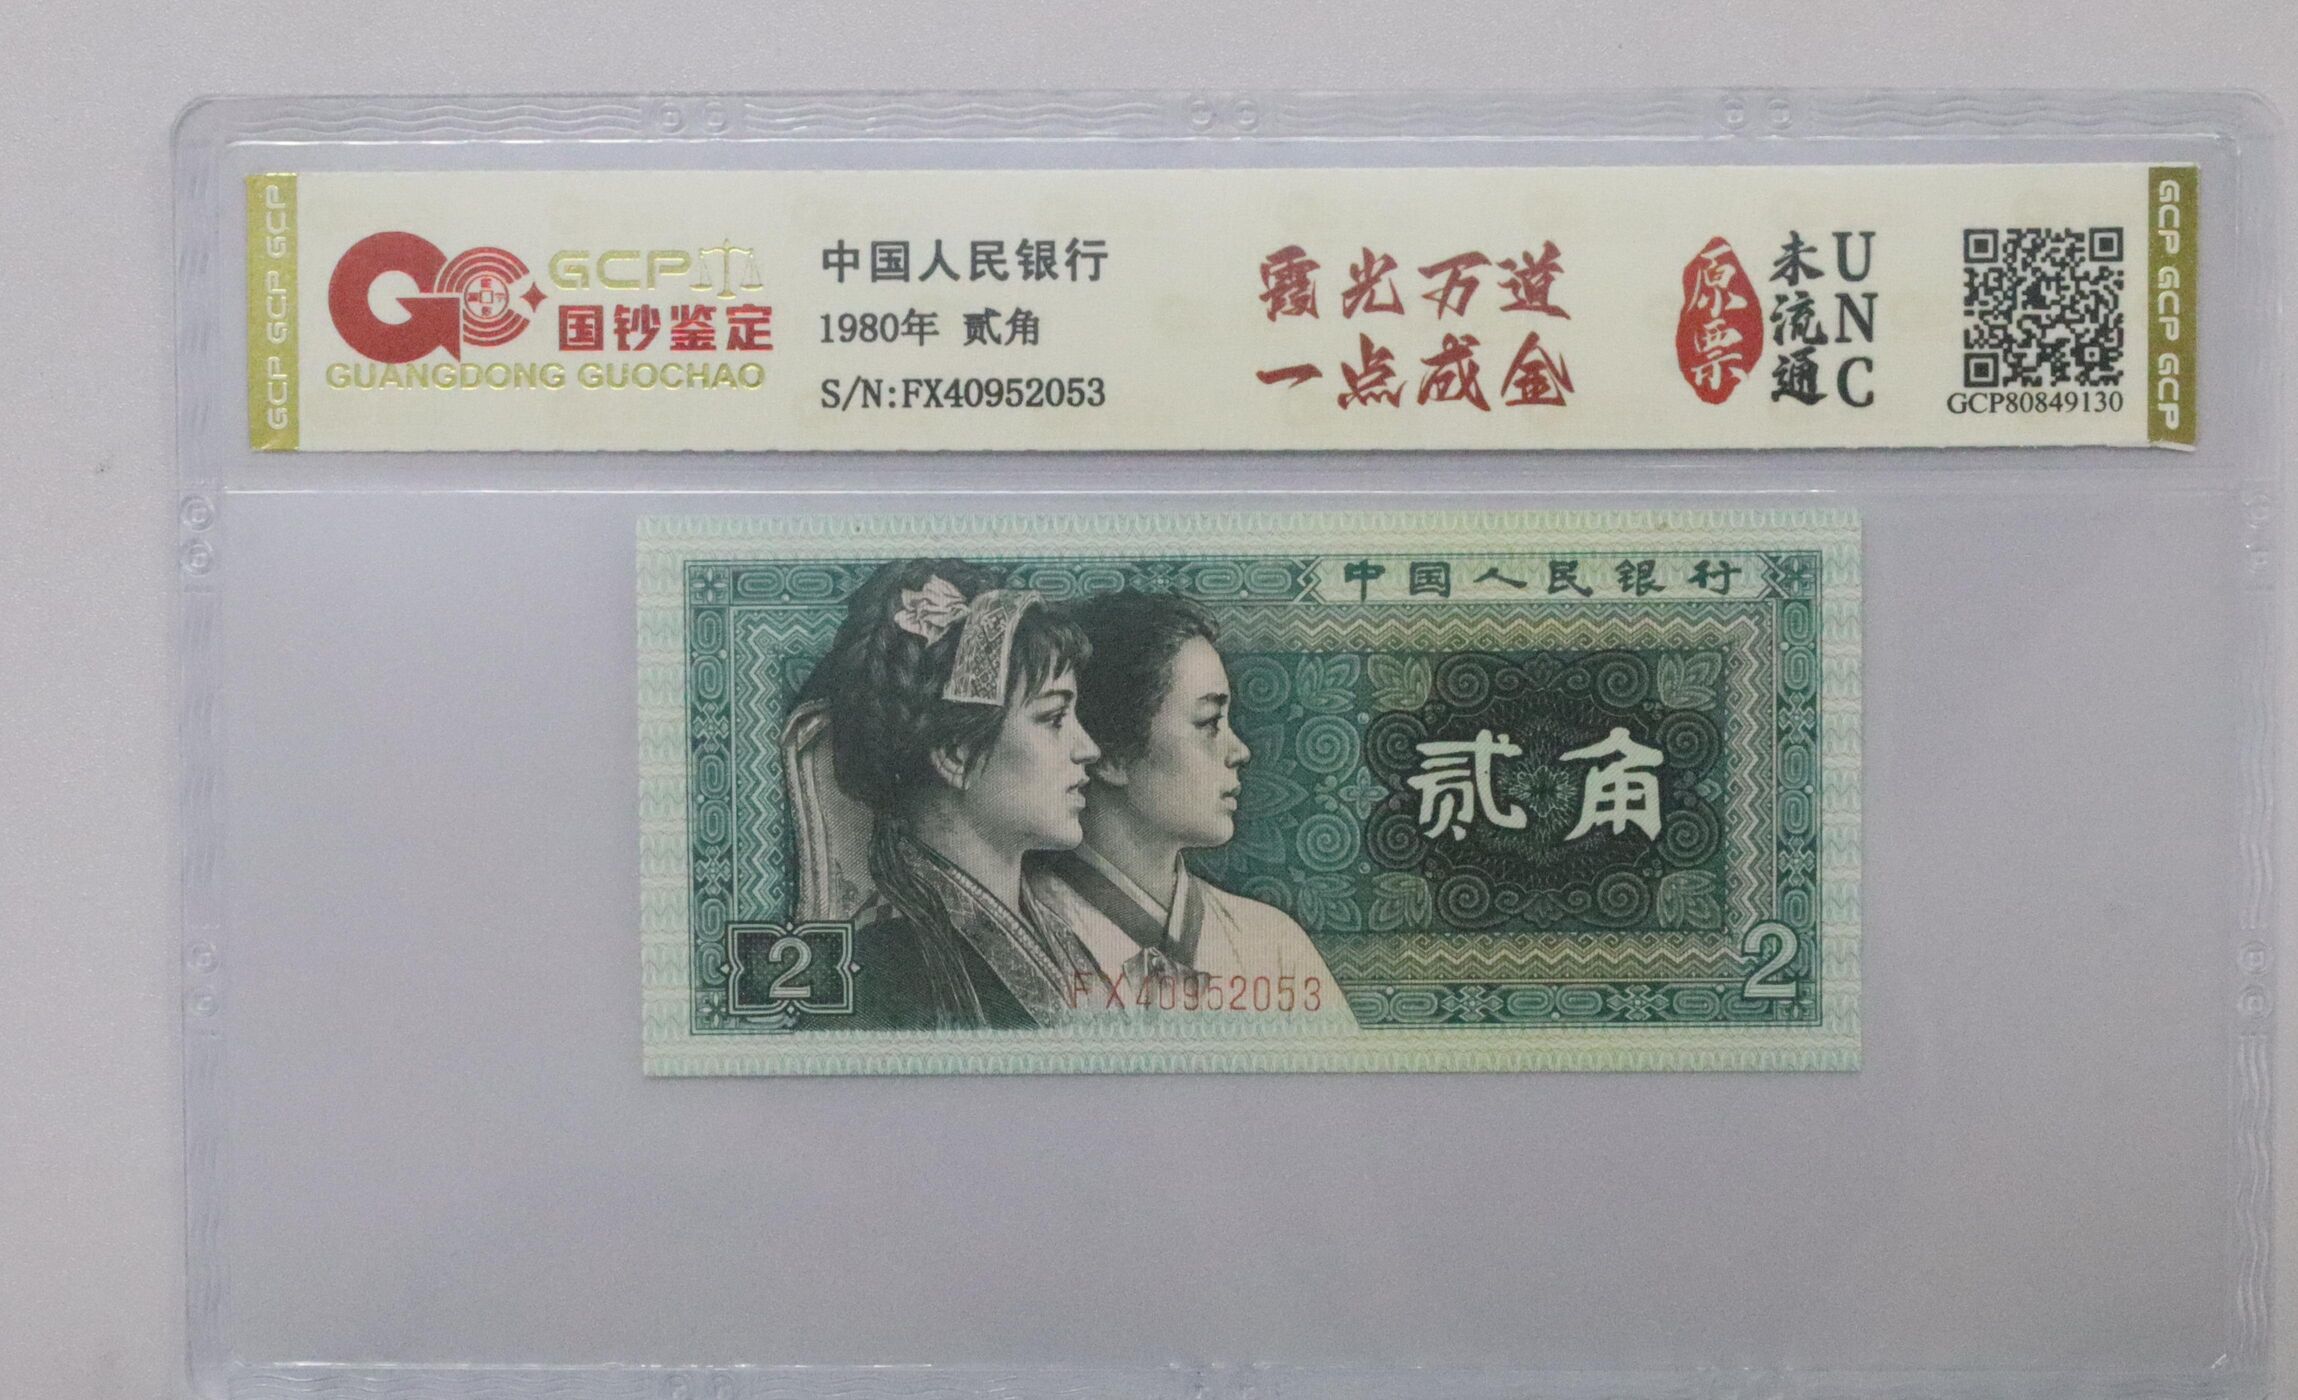 GCP GCP GCP
GCP
国钞鉴定
GUANGDONG GUOCHAO
中国人民银行
1980年 贰角
S/N:FX40952053
霞光万道
一点成金
原票
未流通
UNC
GCP80849130
GCP GCP GCP
中国人民银行
贰角
2
FX40952053
2